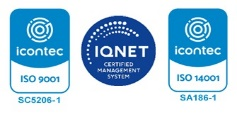 icontec
ISO 9001
SC5206-1
IQNET
CERTIFIED
MANAGEMENT
SYSTEM
icontec
ISO 14001
SA186-1